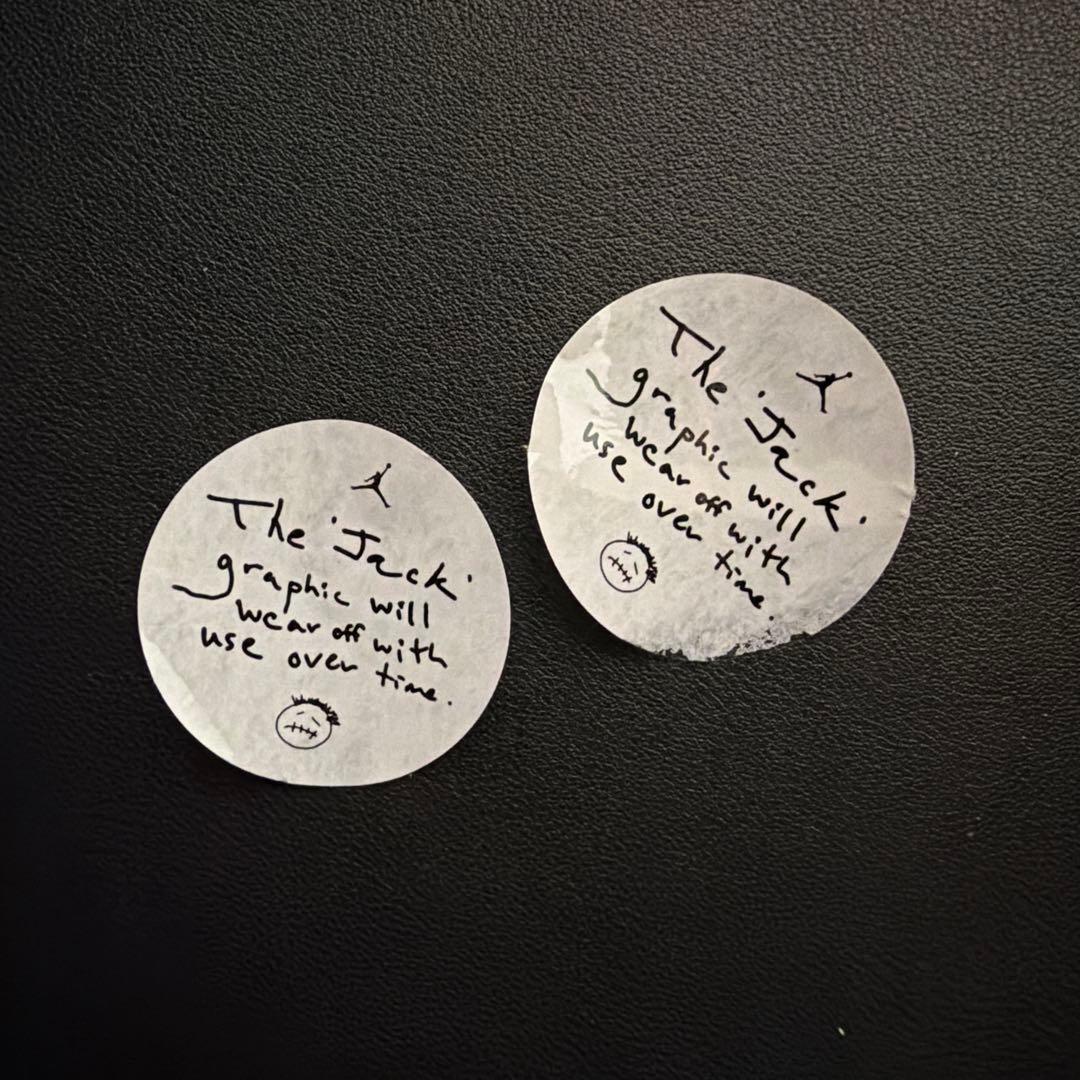 The 'Jack'
graphic will
wear off with
use over time.
The 'Jack'
graphic will
wear off with
use over time.